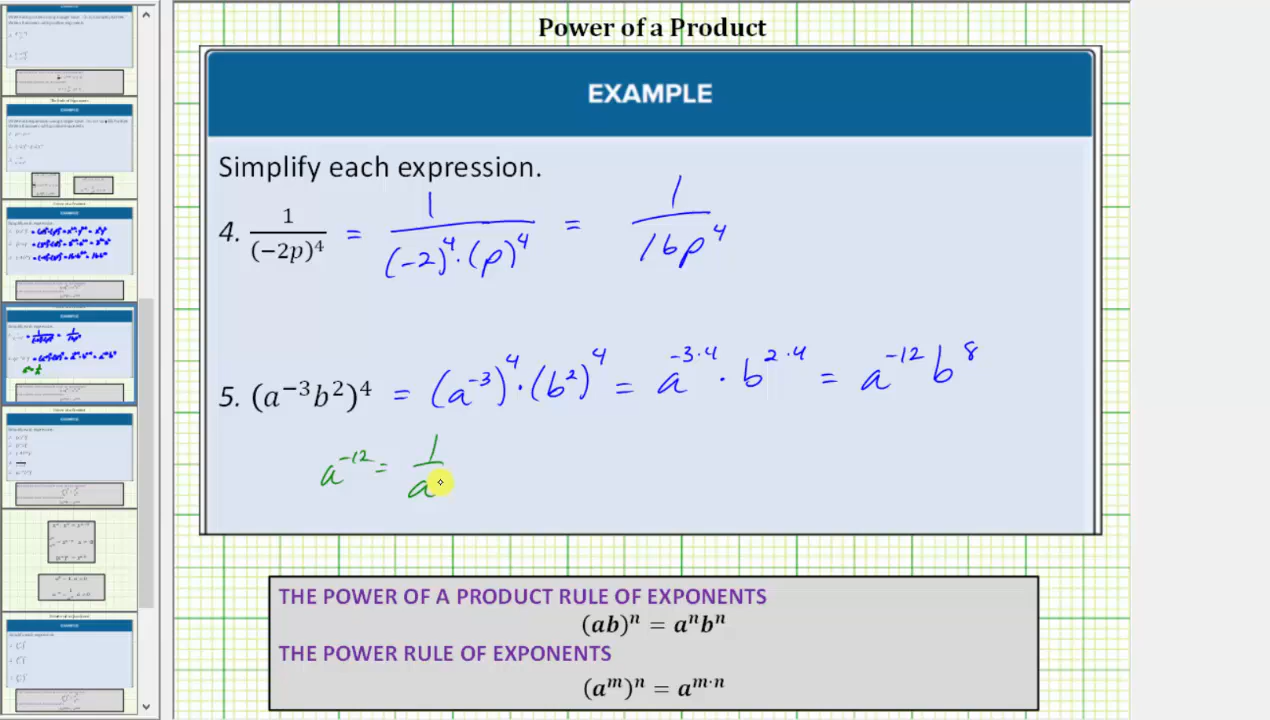 Power of a Product
EXAMPLE
Simplify each expression.
4. 1/(−2p)⁴ = 1/((-2)⁴·(p)⁴) = 1/(16p⁴)
5. (a⁻³b²)⁴ = (a⁻³)⁴·(b²)⁴ = a⁻³·⁴ · b²·⁴ = a⁻¹²b⁸
a⁻¹² = 1/a
THE POWER OF A PRODUCT RULE OF EXPONENTS
(ab)ⁿ = aⁿbⁿ
THE POWER RULE OF EXPONENTS
(aᵐ)ⁿ = aᵐ·ⁿ